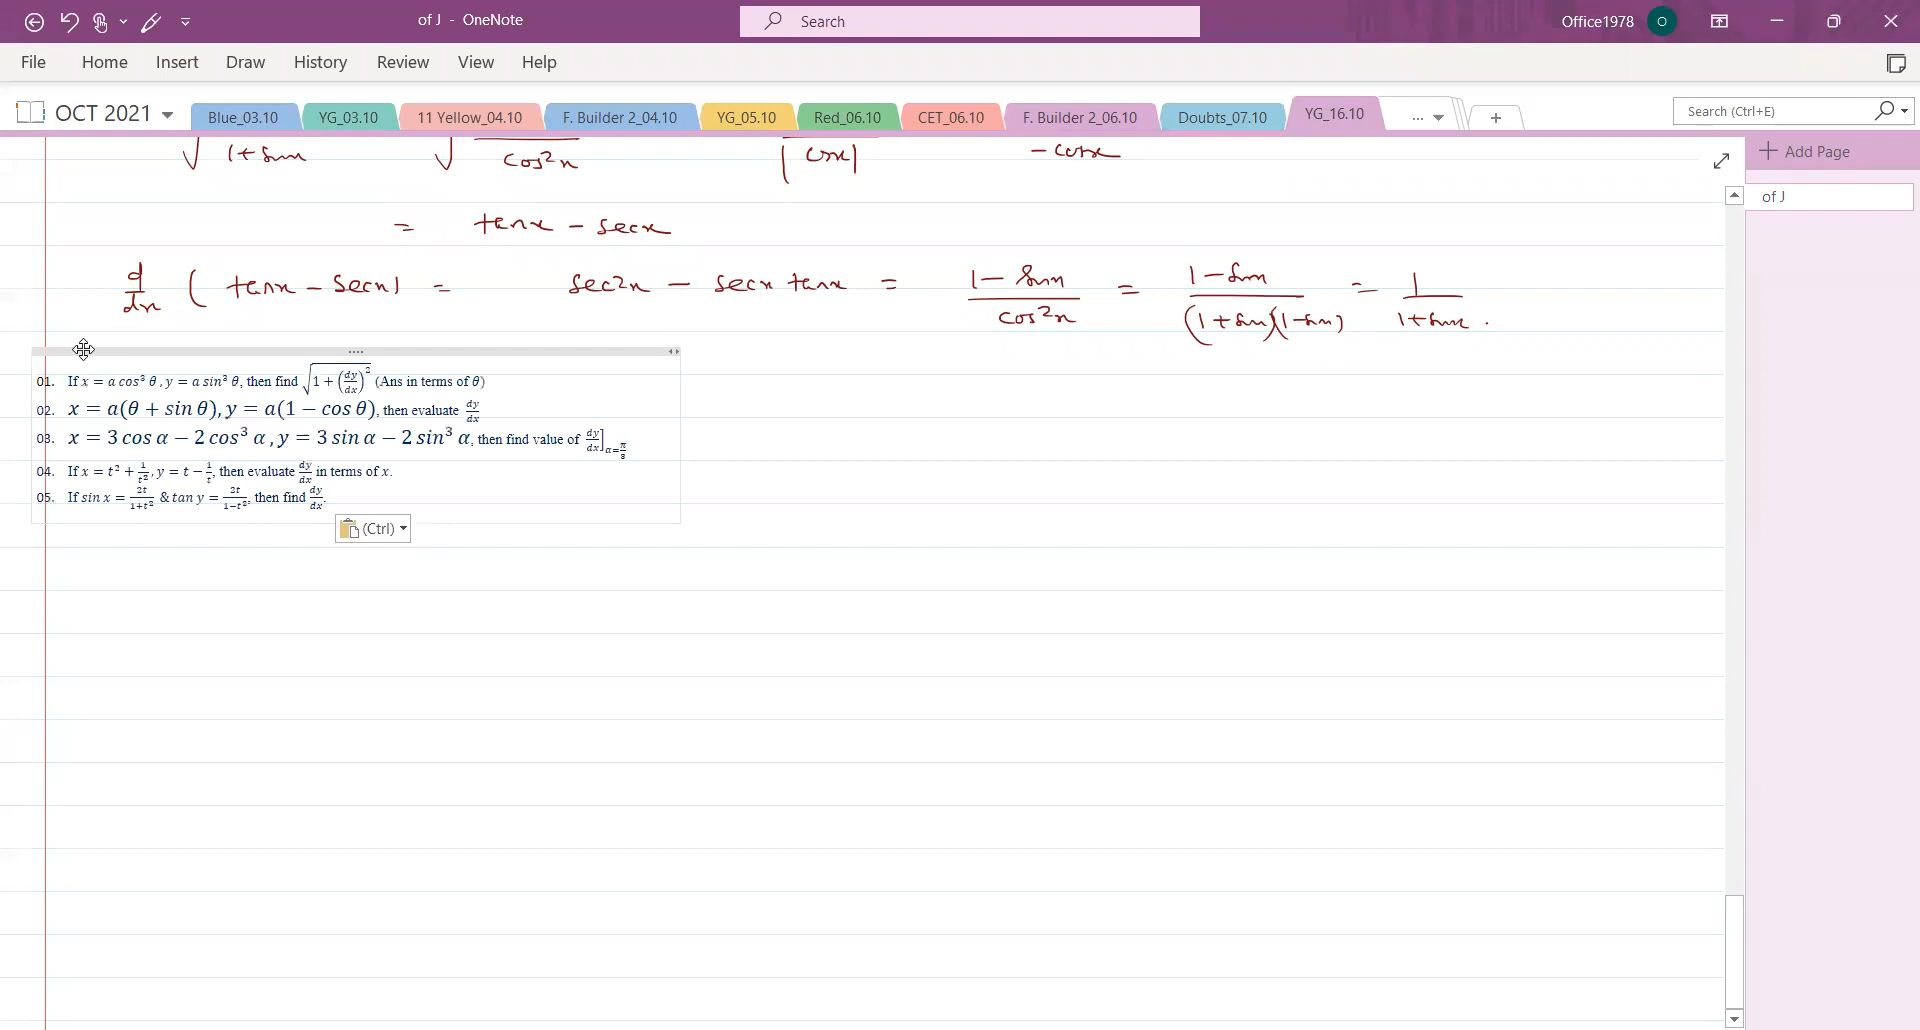 of J - OneNote
Search
Office1978
O
File Home Insert Draw History Review View Help
OCT 2021
Blue_03.10 YG_03.10 11 Yellow_04.10 F. Builder 2_04.10 YG_05.10 Red_06.10 CET_06.10 F. Builder 2_06.10 Doubts_07.10 YG_16.10 ... +
Search (Ctrl+E)
Add Page
of J
√ 1+sinx √ cos²x |cosx| -cosx
= tanx - secx
d/dx ( tanx - secx) = sec2x - secx tanx = (1 - sinx)/(cos²x) = (1 - sinx)/((1+sinx)(1-sinx)) = 1/(1+sinx) .
01. If x = a cos³ θ , y = a sin³ θ, then find √(1 + (dy/dx)²) (Ans in terms of θ)
02. x = a(θ + sin θ), y = a(1 − cos θ), then evaluate dy/dx
03. x = 3 cos α − 2 cos³ α , y = 3 sin α − 2 sin³ α, then find value of dy/dx]
04. If x = t² + 1/t², y = t − 1/t, then evaluate dy/dx in terms of x.
05. If sin x = 2t/(1+t²) & tan y = 2t/(1−t²), then find dy/dx.
(Ctrl)